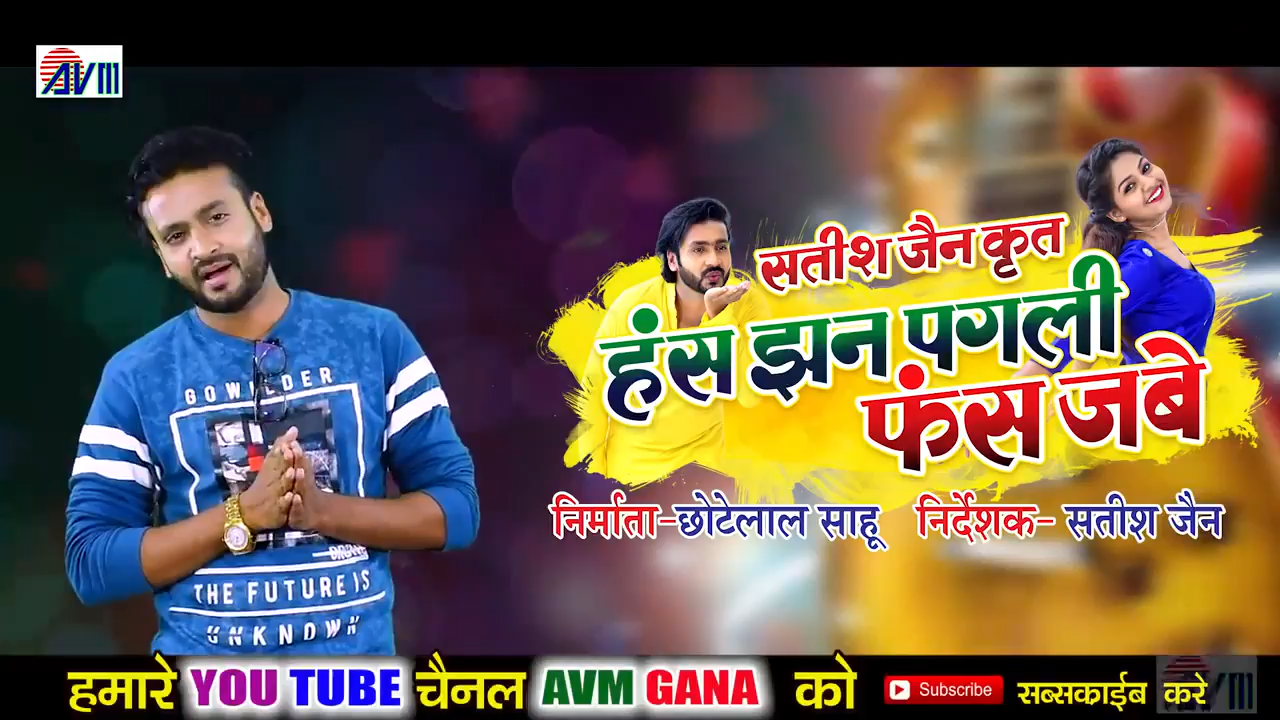 AVM
सतीश जैन कृत
हंस झन पगली
फंस जबे
निर्माता-छोटेलाल साहू निर्देशक- सतीश जैन
GOWILDER
THE FUTURE IS
UNKNOWN
हमारे YOU TUBE चैनल AVM GANA को Subscribe सब्सकाईब करे
AVM